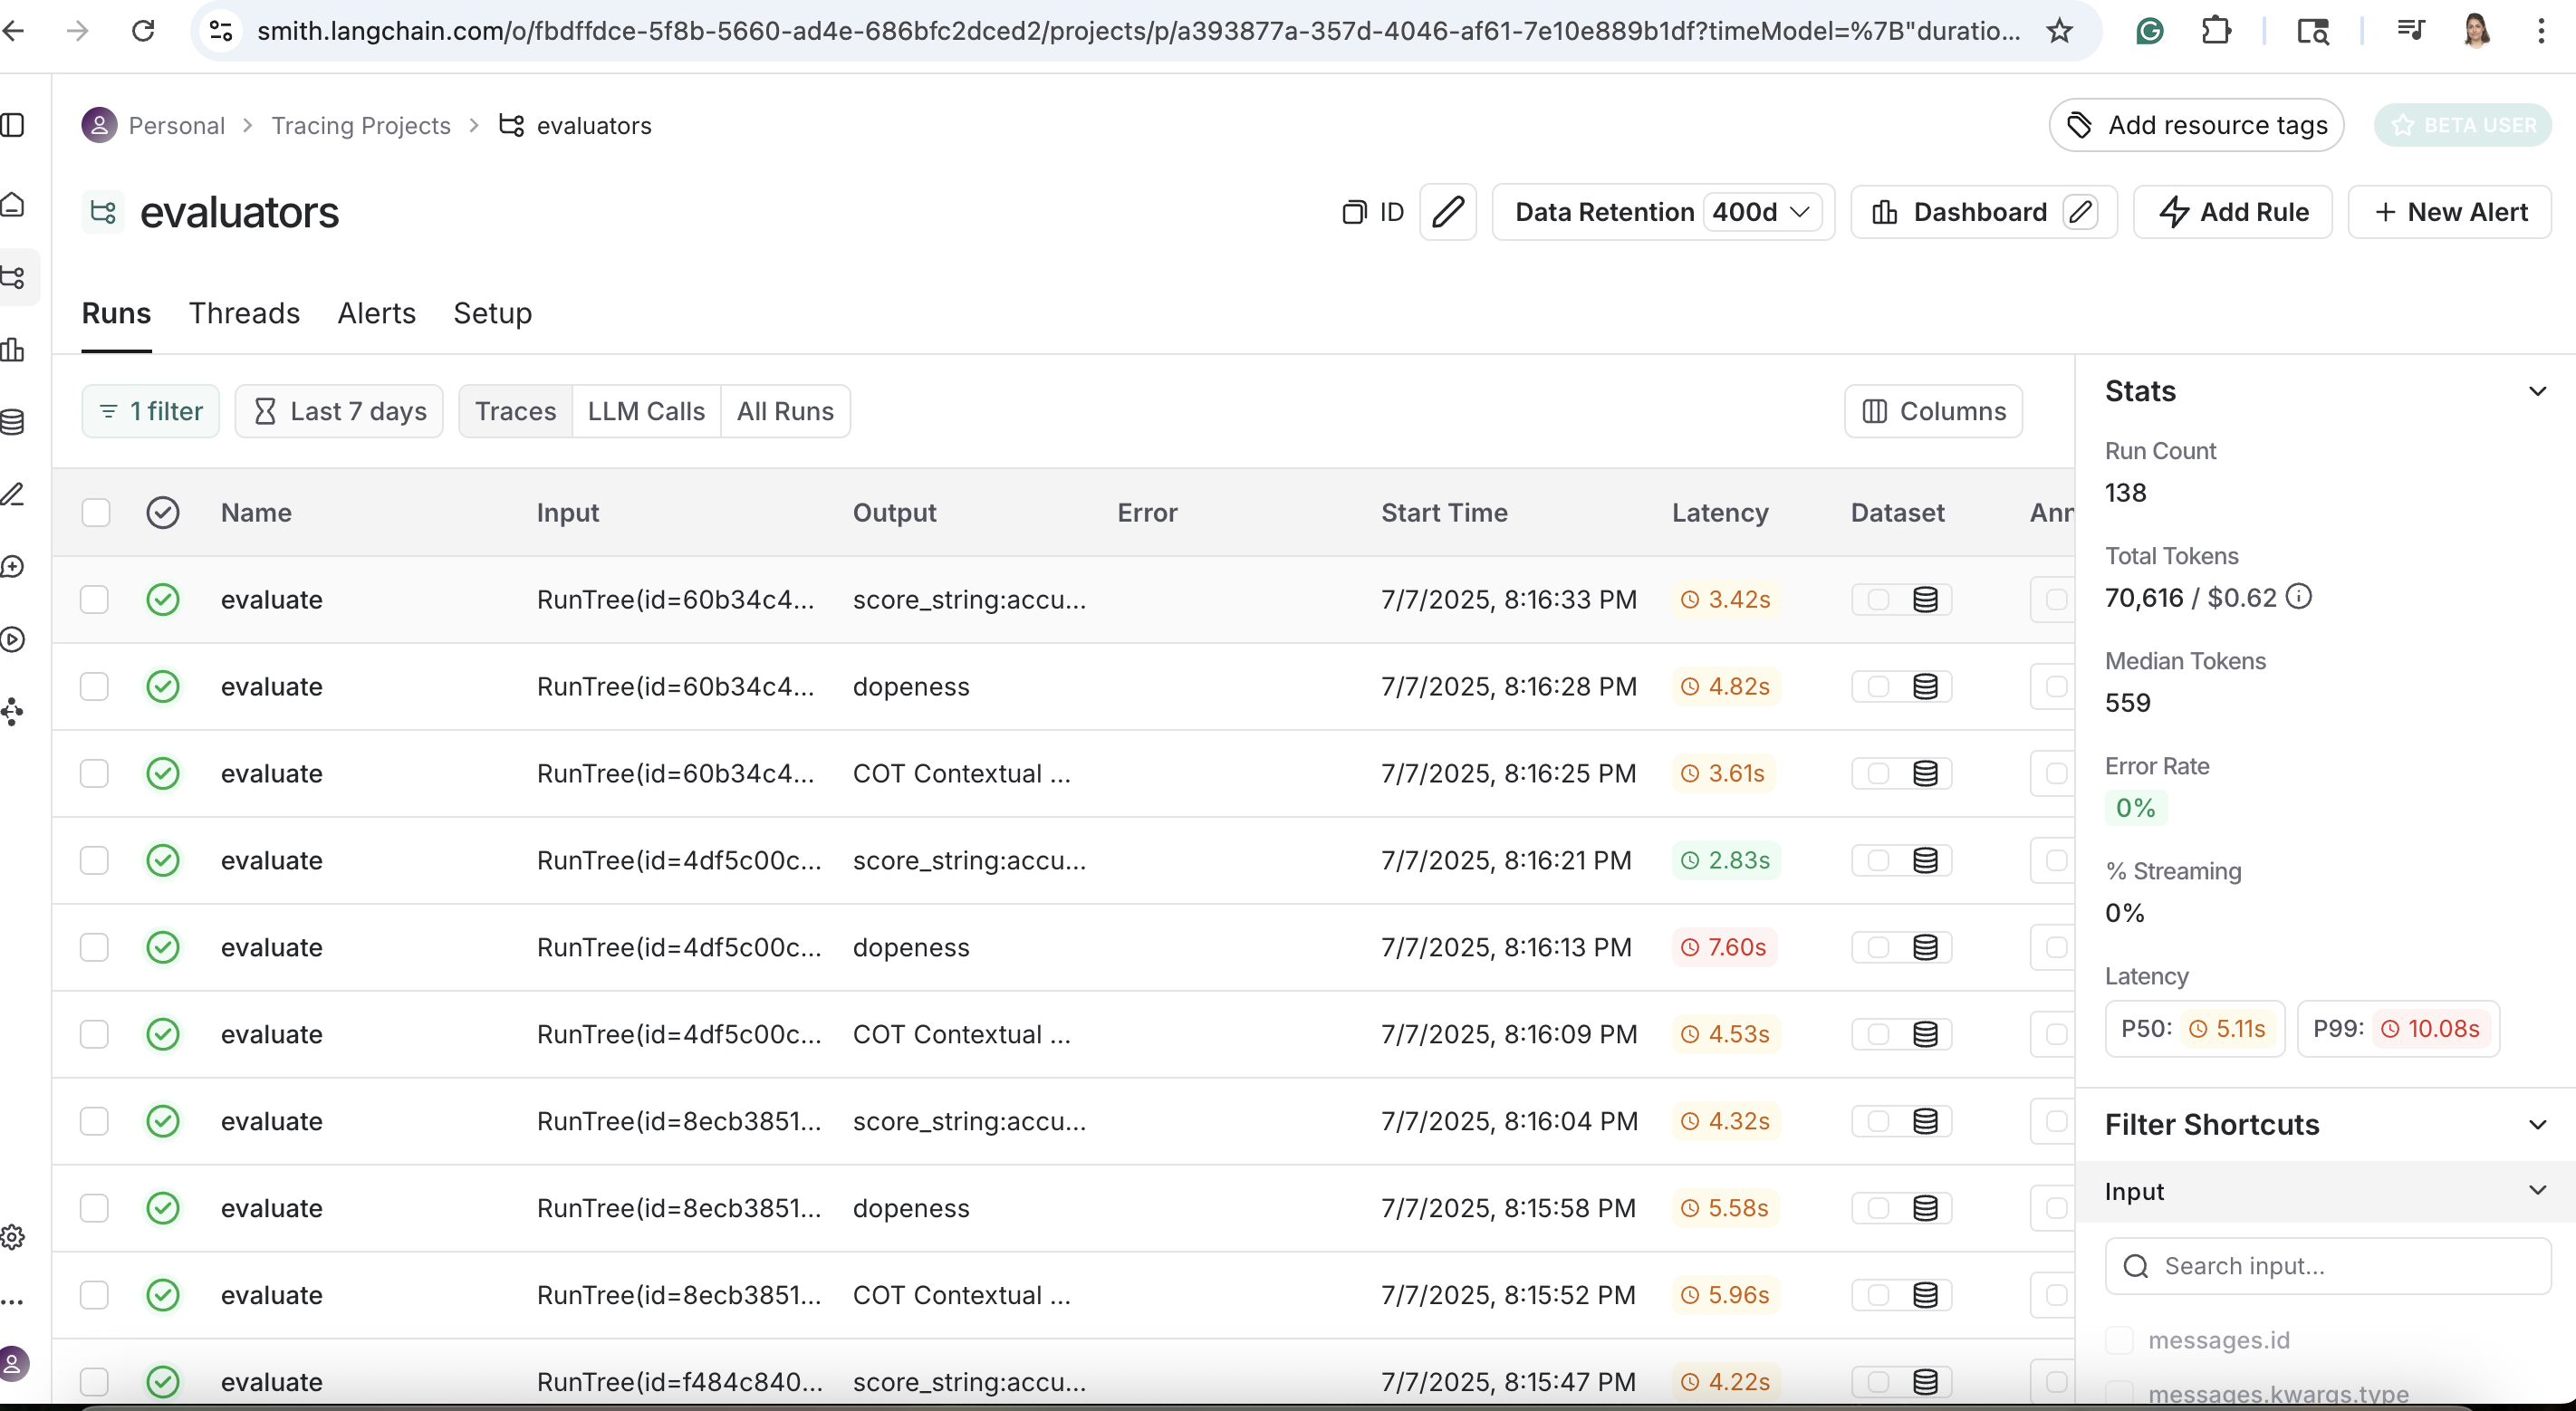 smith.langchain.com/o/fbdffdce-5f8b-5660-ad4e-686bfc2dced2/projects/p/a393877a-357d-4046-af61-7e10e889b1df?timeModel=%7B"duratio...
Personal > Tracing Projects > evaluators
Add resource tags
BETA USER
evaluators
ID
Data Retention 400d
Dashboard
Add Rule
+ New Alert
Runs Threads Alerts Setup
1 filter
Last 7 days
Traces LLM Calls All Runs
Columns
Name Input Output Error Start Time Latency Dataset Ann
evaluate RunTree(id=60b34c4... score_string:accu... 7/7/2025, 8:16:33 PM 3.42s
evaluate RunTree(id=60b34c4... dopeness 7/7/2025, 8:16:28 PM 4.82s
evaluate RunTree(id=60b34c4... COT Contextual ... 7/7/2025, 8:16:25 PM 3.61s
evaluate RunTree(id=4df5c00c... score_string:accu... 7/7/2025, 8:16:21 PM 2.83s
evaluate RunTree(id=4df5c00c... dopeness 7/7/2025, 8:16:13 PM 7.60s
evaluate RunTree(id=4df5c00c... COT Contextual ... 7/7/2025, 8:16:09 PM 4.53s
evaluate RunTree(id=8ecb3851... score_string:accu... 7/7/2025, 8:16:04 PM 4.32s
evaluate RunTree(id=8ecb3851... dopeness 7/7/2025, 8:15:58 PM 5.58s
evaluate RunTree(id=8ecb3851... COT Contextual ... 7/7/2025, 8:15:52 PM 5.96s
evaluate RunTree(id=f484c840... score_string:accu... 7/7/2025, 8:15:47 PM 4.22s
Stats
Run Count
138
Total Tokens
70,616 / $0.62
Median Tokens
559
Error Rate
0%
% Streaming
0%
Latency
P50: 5.11s P99: 10.08s
Filter Shortcuts
Input
Search input...
messages.id
messages.kwargs.type